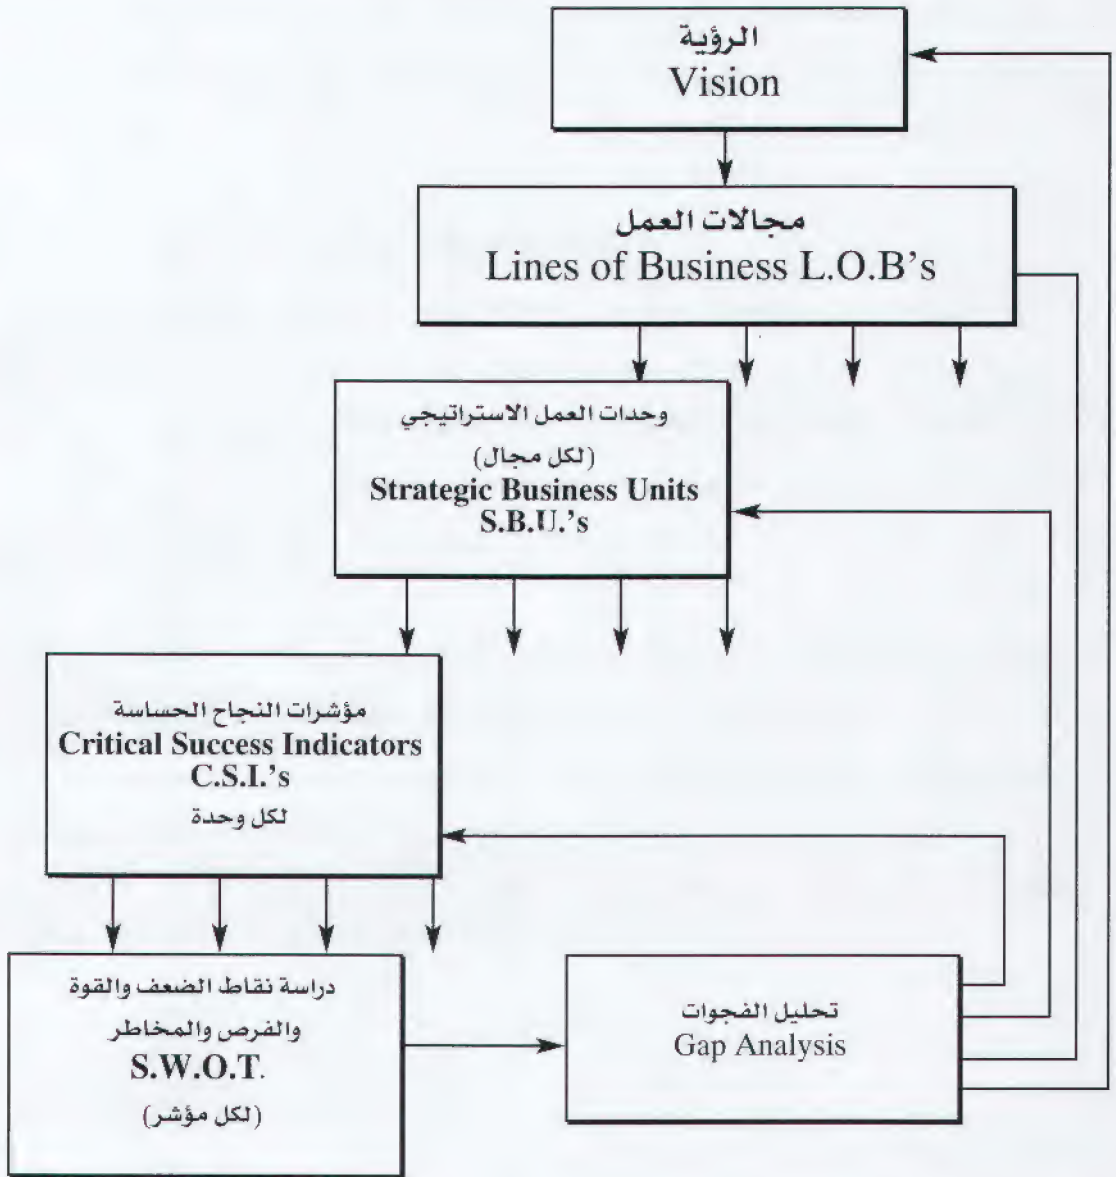 الرؤية
Vision
مجالات العمل
Lines of Business L.O.B's
وحدات العمل الاستراتيجي
(لكل مجال)
Strategic Business Units
S.B.U.'s
مؤشرات النجاح الحساسة
Critical Success Indicators
C.S.I.'s
لكل وحدة
دراسة نقاط الضعف والقوة
والفرص والمخاطر
S.W.O.T.
(لكل مؤشر)
تحليل الفجوات
Gap Analysis